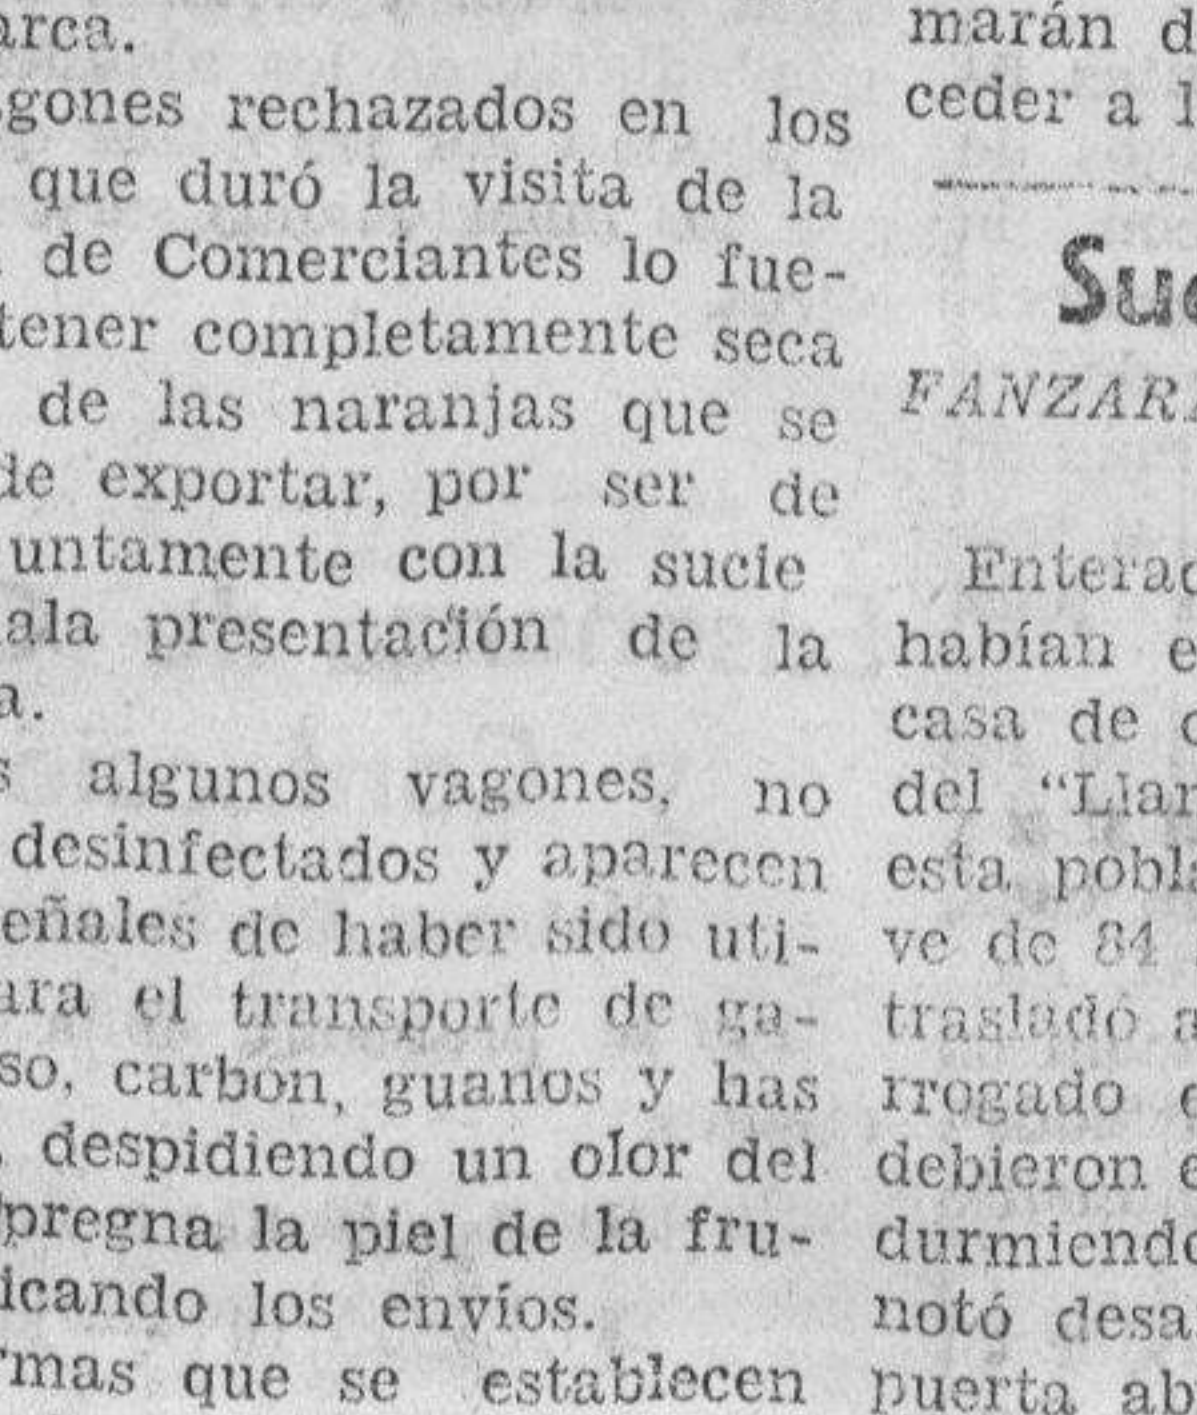 arca.
gones rechazados en los
que duró la visita de la
de Comerciantes lo fue-
tener completamente seca
de las naranjas que se
de exportar, por ser de
untamente con la sucie
ala presentación de la
a.
s algunos vagones, no
desinfectados y aparecen
eñales de haber sido uti-
ara el transporte de ga-
so, carbón, guanos y has
despidiendo un olor del
pregna la piel de la fru-
icando los envíos.
rmas que se establecen
marán d
ceder a l
Suc
FANZAR
Enterad
habían e
casa de c
del “Llar
esta pobla
ve de 84
traslado a
rrogado
debieron e
durmiendo
notó desa
puerta ab